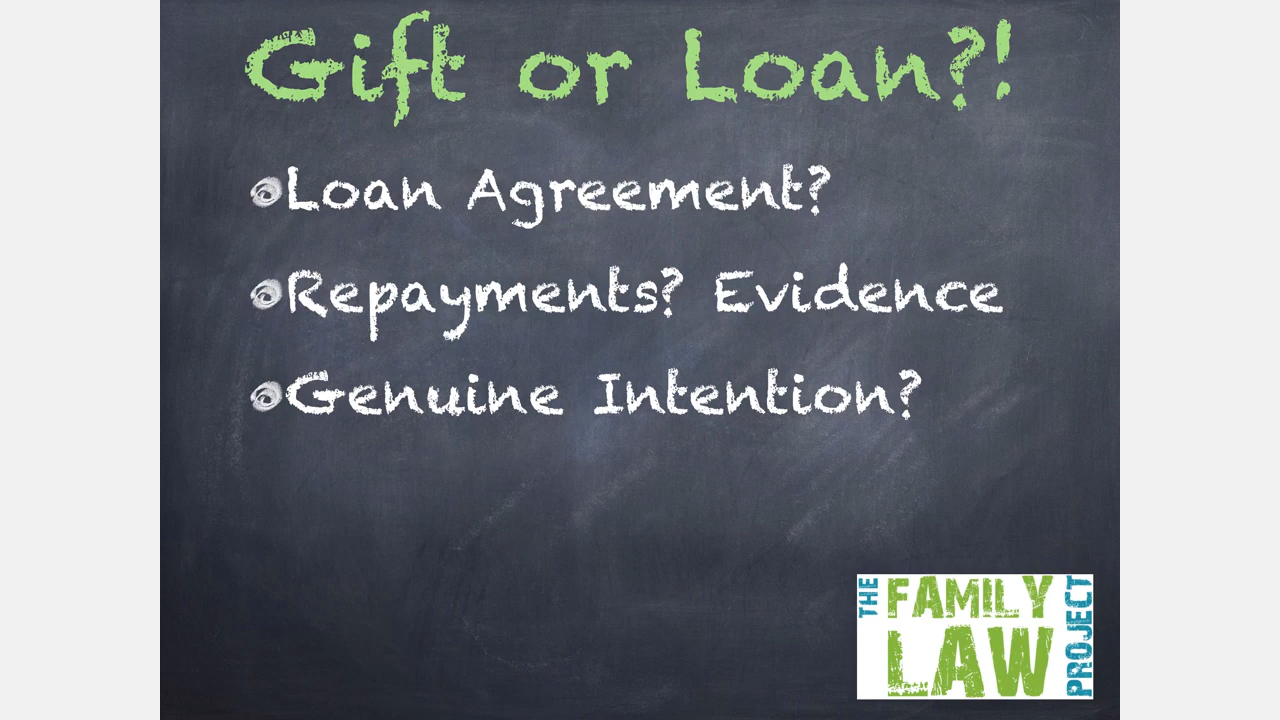 Gift or Loan?!
Loan Agreement?
Repayments? Evidence
Genuine Intention?
THE FAMILY LAW PROJECT